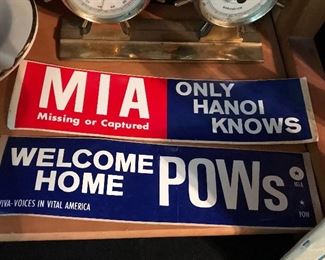 MIA
Missing or Captured
ONLY
HANOI
KNOWS
WELCOME
HOME
POWs
VIVA-VOICES IN VITAL AMERICA